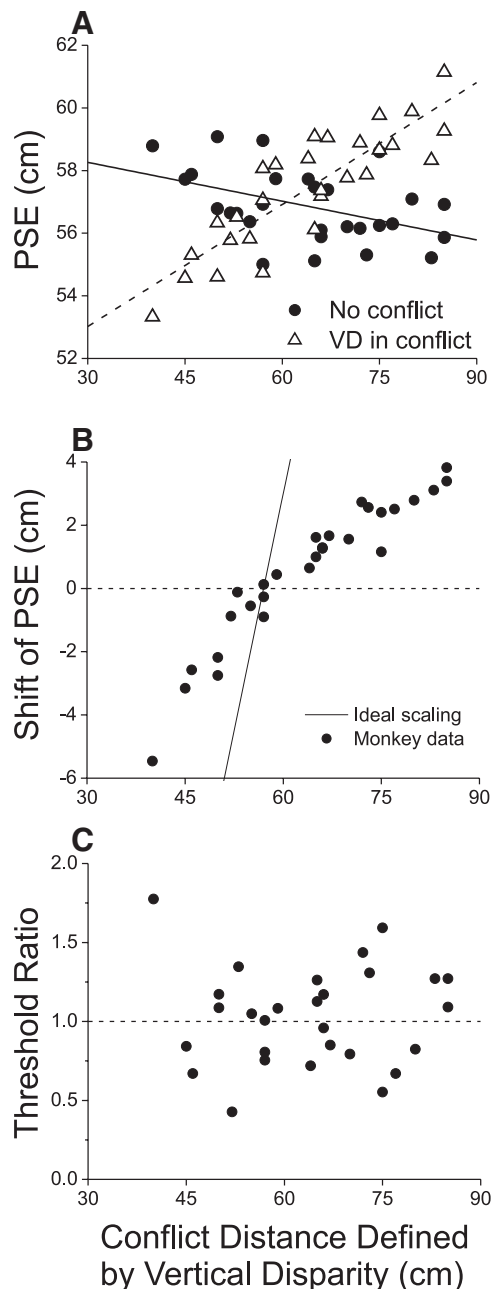 A
62
60
58
56
54
52
PSE (cm)
No conflict
VD in conflict
30 45 60 75 90
B
4
2
0
-2
-4
-6
Shift of PSE (cm)
Ideal scaling
Monkey data
30 45 60 75 90
C
2.0
1.5
1.0
0.5
0.0
Threshold Ratio
30 45 60 75 90
Conflict Distance Defined
by Vertical Disparity (cm)